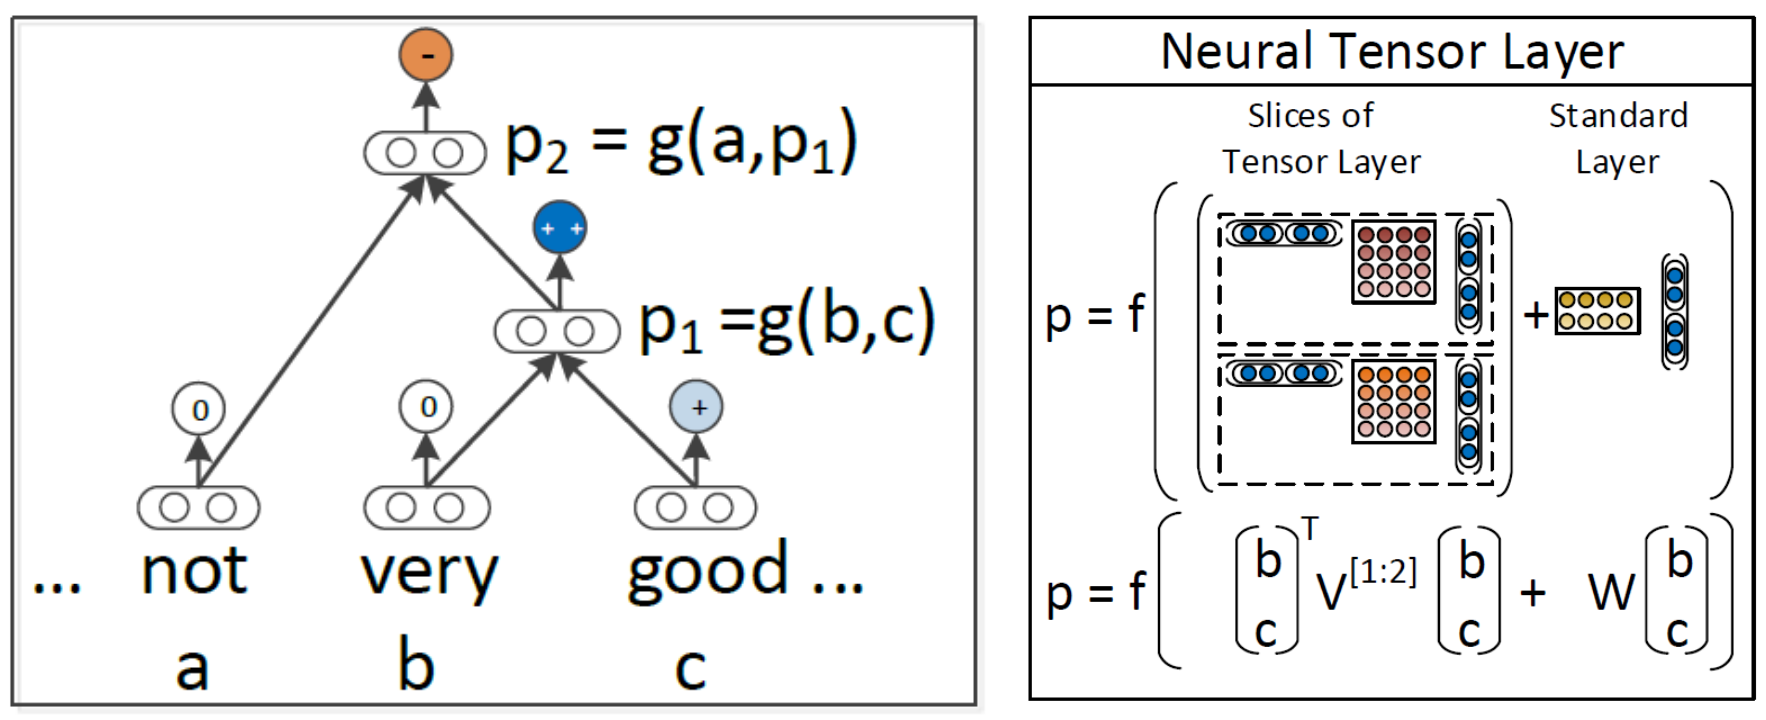 -
p₂ = g(a,p₁)
+ +
p₁ =g(b,c)
0
0
+
... not very good ...
a b c
Neural Tensor Layer
Slices of
Tensor Layer
Standard
Layer
p = f ( ( ) + )
p = f ( [b c]ᵀ V[1:2] [b c] + W [b c] )